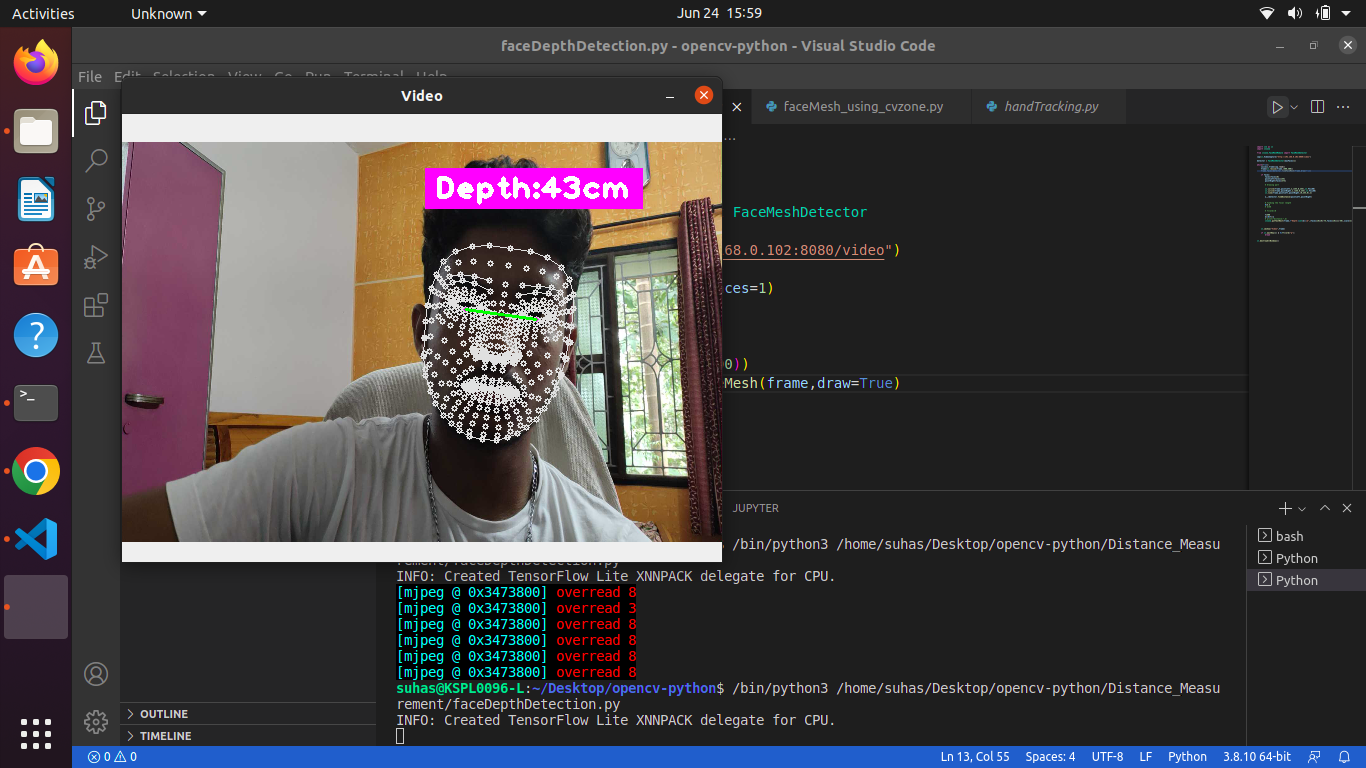 Activities
Unknown
Jun 24 15:59
faceDepthDetection.py - opencv-python - Visual Studio Code
File Edit Selection View Go Run Terminal Help
Video
faceMesh_using_cvzone.py
handTracking.py
Depth:43cm
FaceMeshDetector
68.0.102:8080/video")
ces=1)
0))
Mesh(frame,draw=True)
JUPYTER
/bin/python3 /home/suhas/Desktop/opencv-python/Distance_Measu
rement/faceDepthDetection.py
INFO: Created TensorFlow Lite XNNPACK delegate for CPU.
[mjpeg @ 0x3473800] overread 8
[mjpeg @ 0x3473800] overread 3
[mjpeg @ 0x3473800] overread 8
[mjpeg @ 0x3473800] overread 8
[mjpeg @ 0x3473800] overread 8
[mjpeg @ 0x3473800] overread 8
suhas@KSPL0096-L:~/Desktop/opencv-python$ /bin/python3 /home/suhas/Desktop/opencv-python/Distance_Measu
rement/faceDepthDetection.py
INFO: Created TensorFlow Lite XNNPACK delegate for CPU.
bash
Python
Python
OUTLINE
TIMELINE
0 0
Ln 13, Col 55
Spaces: 4
UTF-8
LF
Python
3.8.10 64-bit